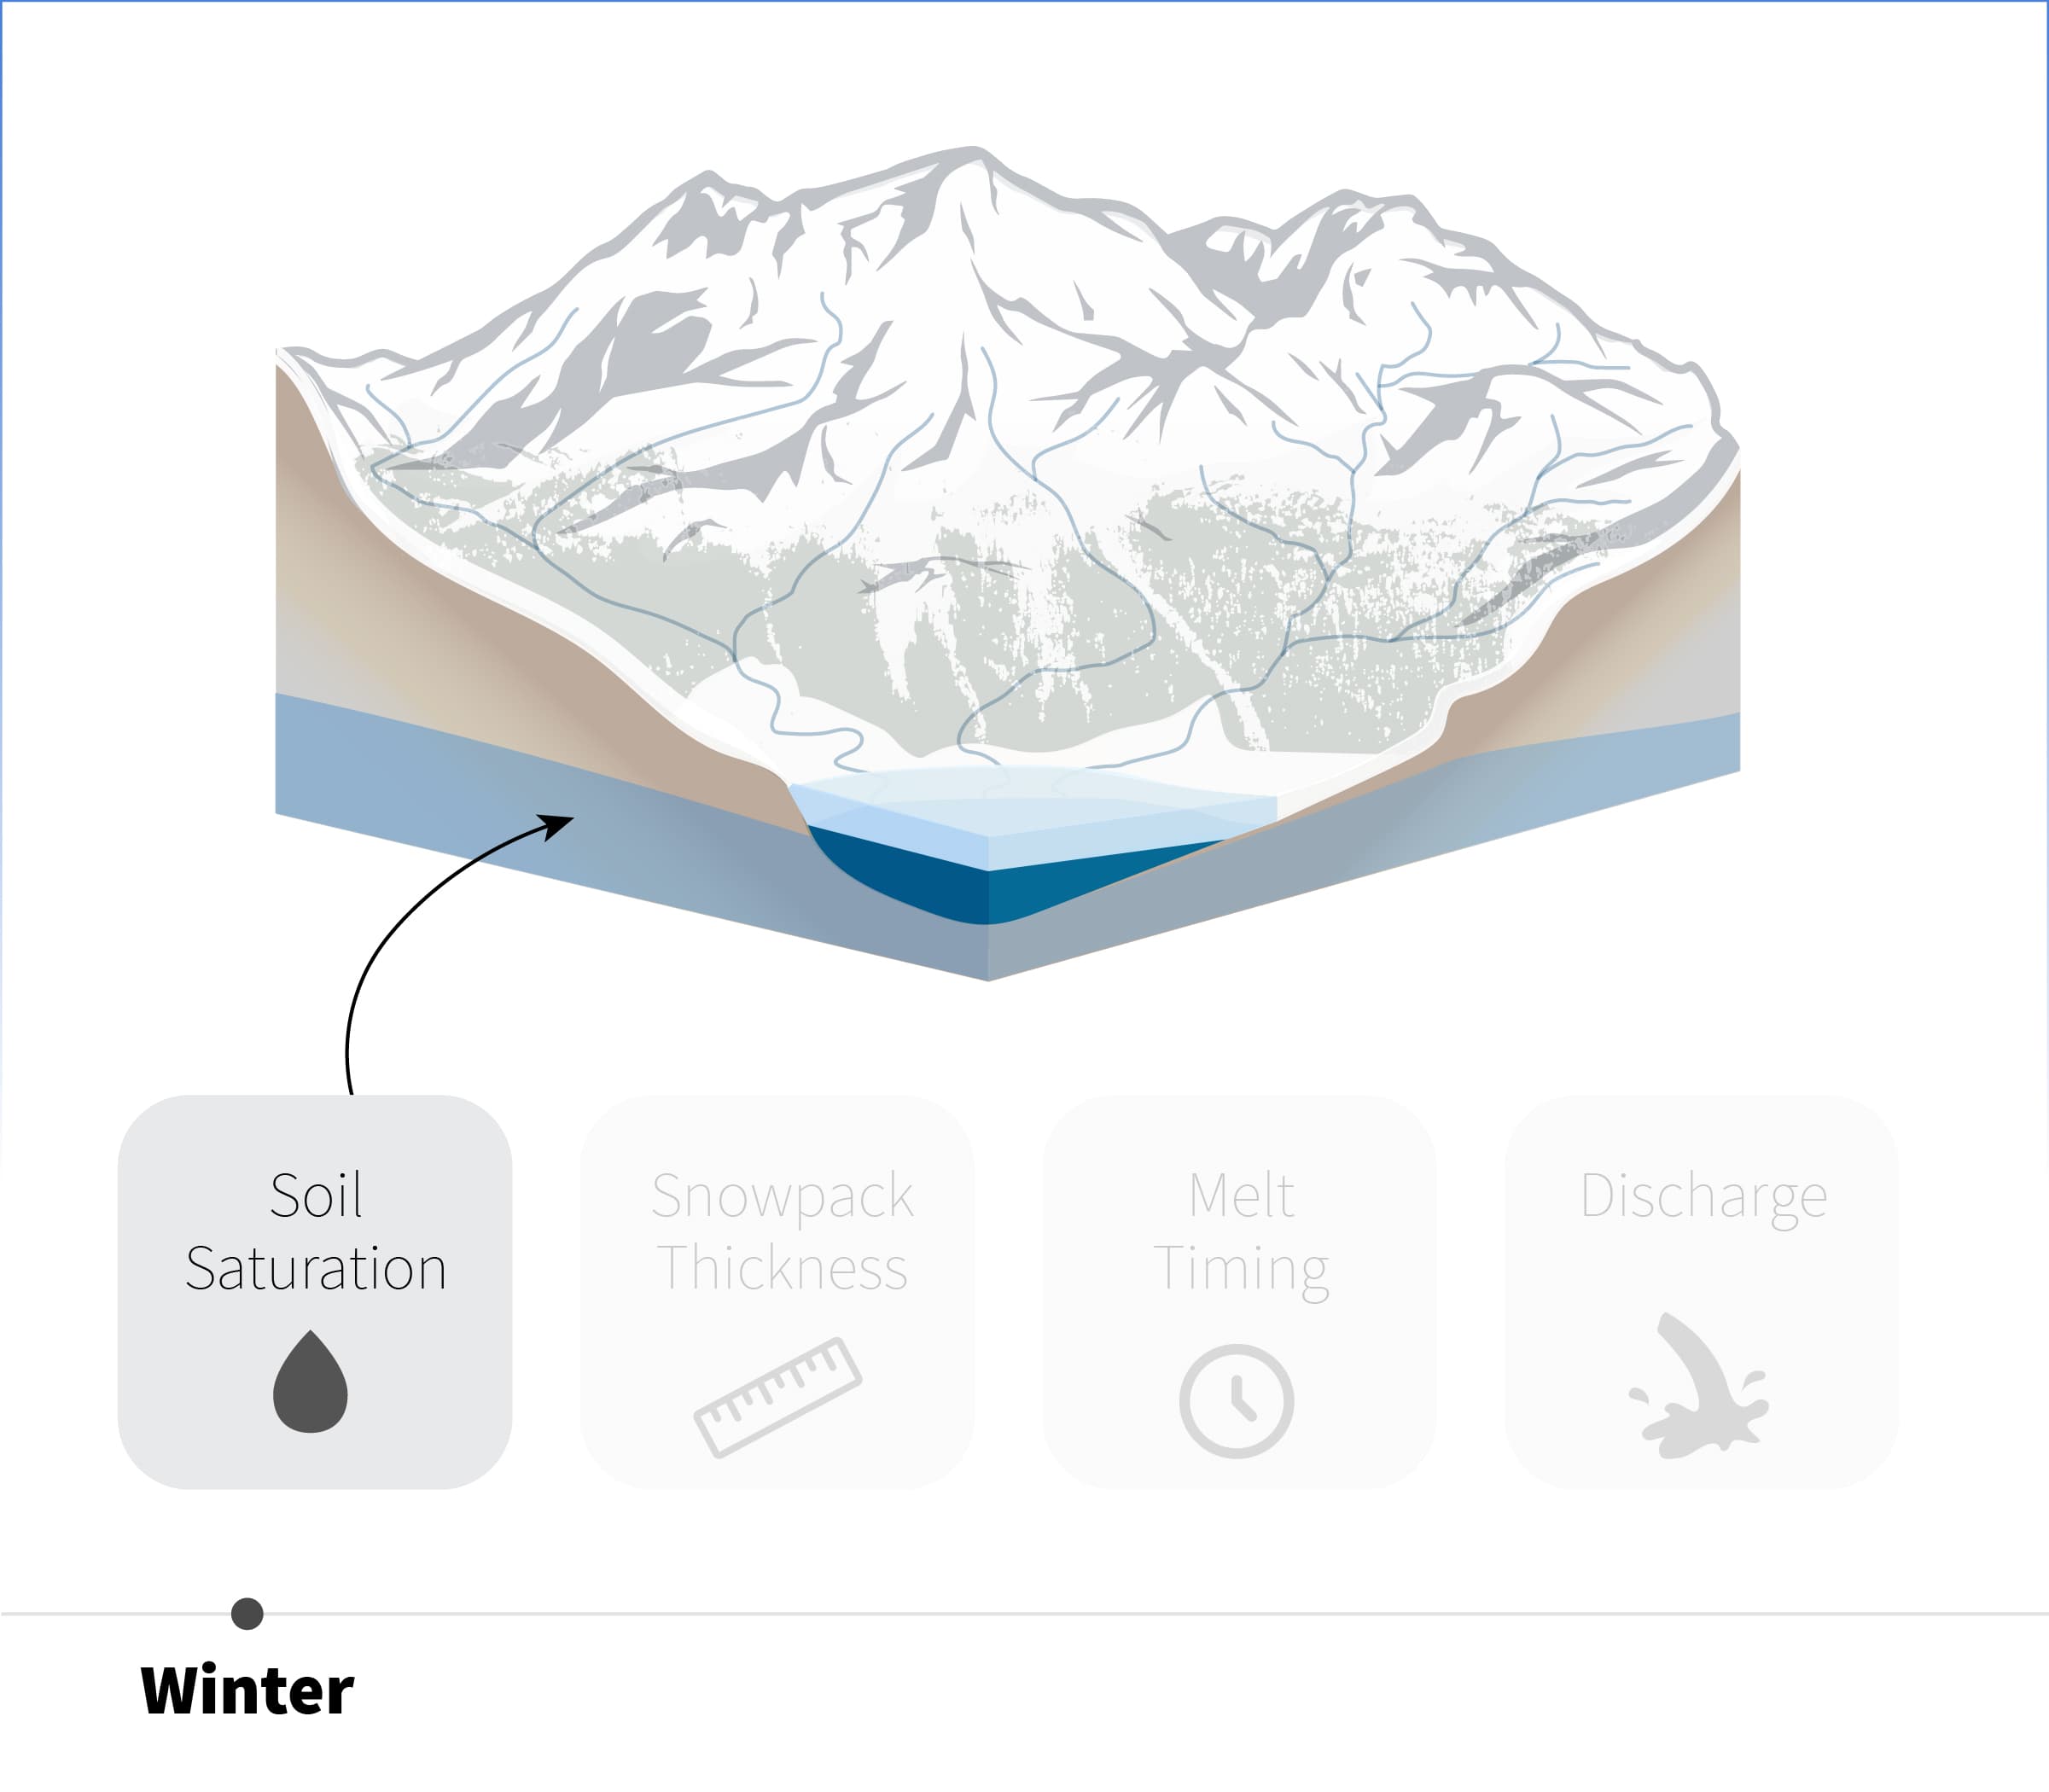 Soil
Saturation
Snowpack
Thickness
Melt
Timing
Discharge
Winter